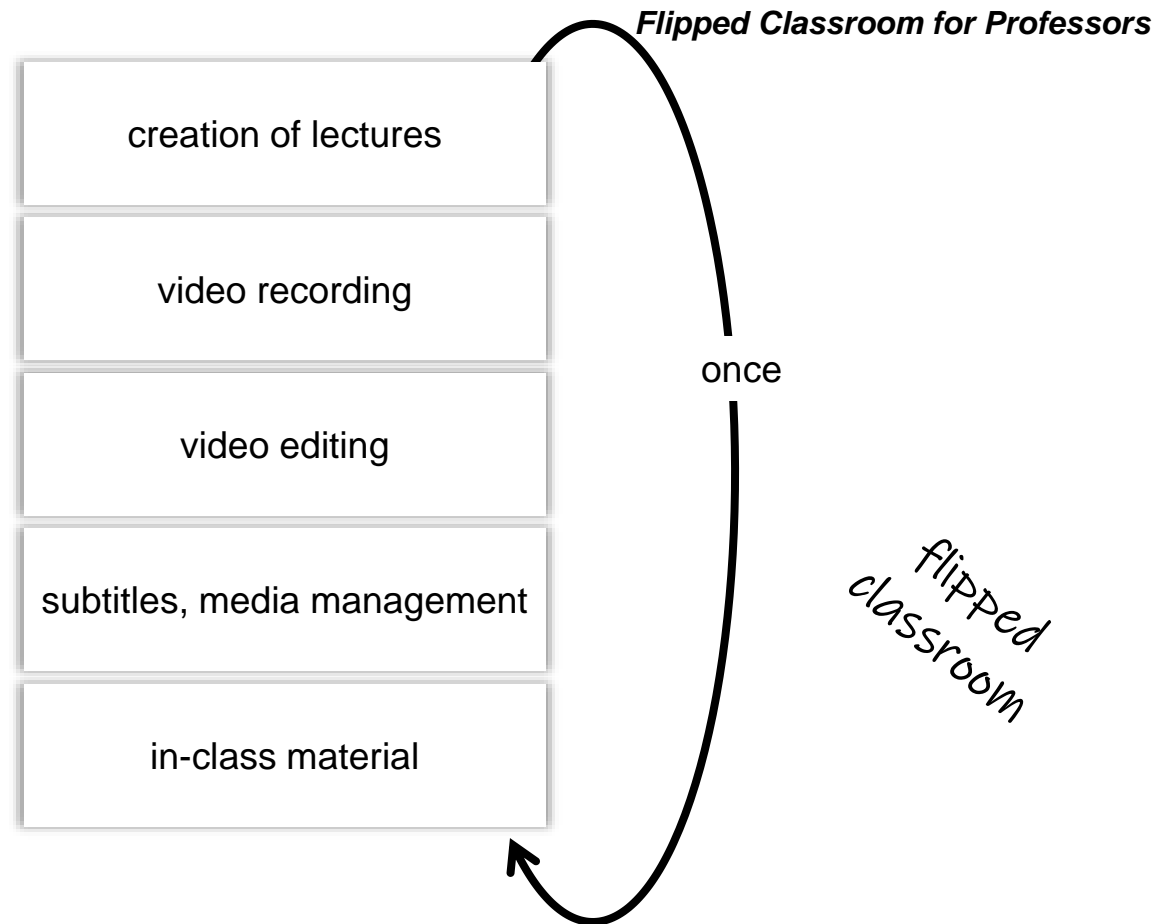 Flipped Classroom for Professors
creation of lectures
video recording
once
video editing
subtitles, media management
in-class material
flipped
classroom